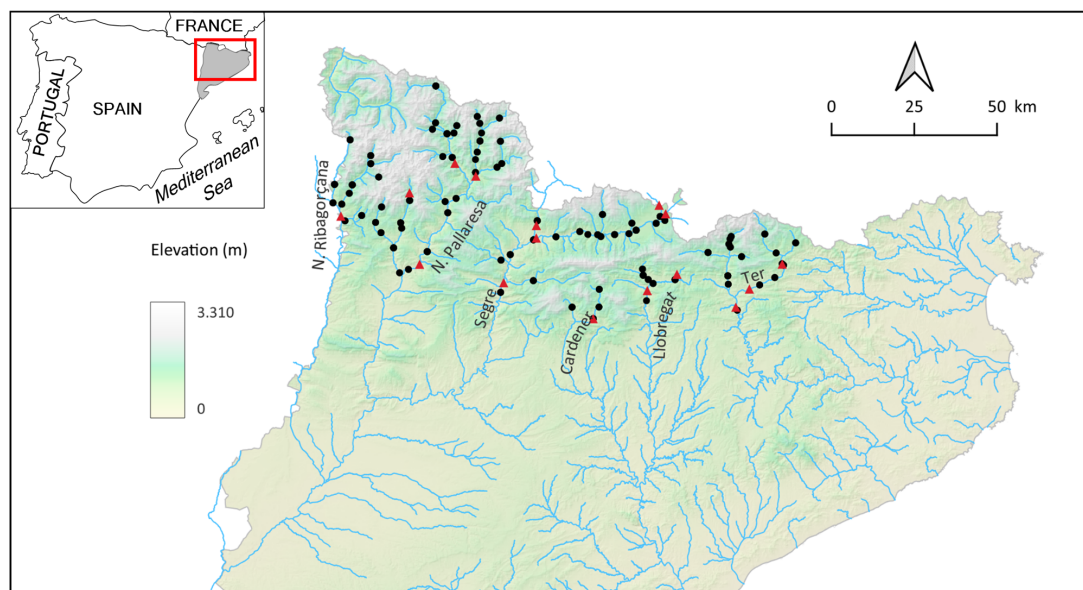 FRANCE
PORTUGAL
SPAIN
Mediterranean
Sea
0 25 50 km
N. Ribagorçana
N. Pallaresa
Segre
Cardener
Llobregat
Ter
Elevation (m)
3.310
0